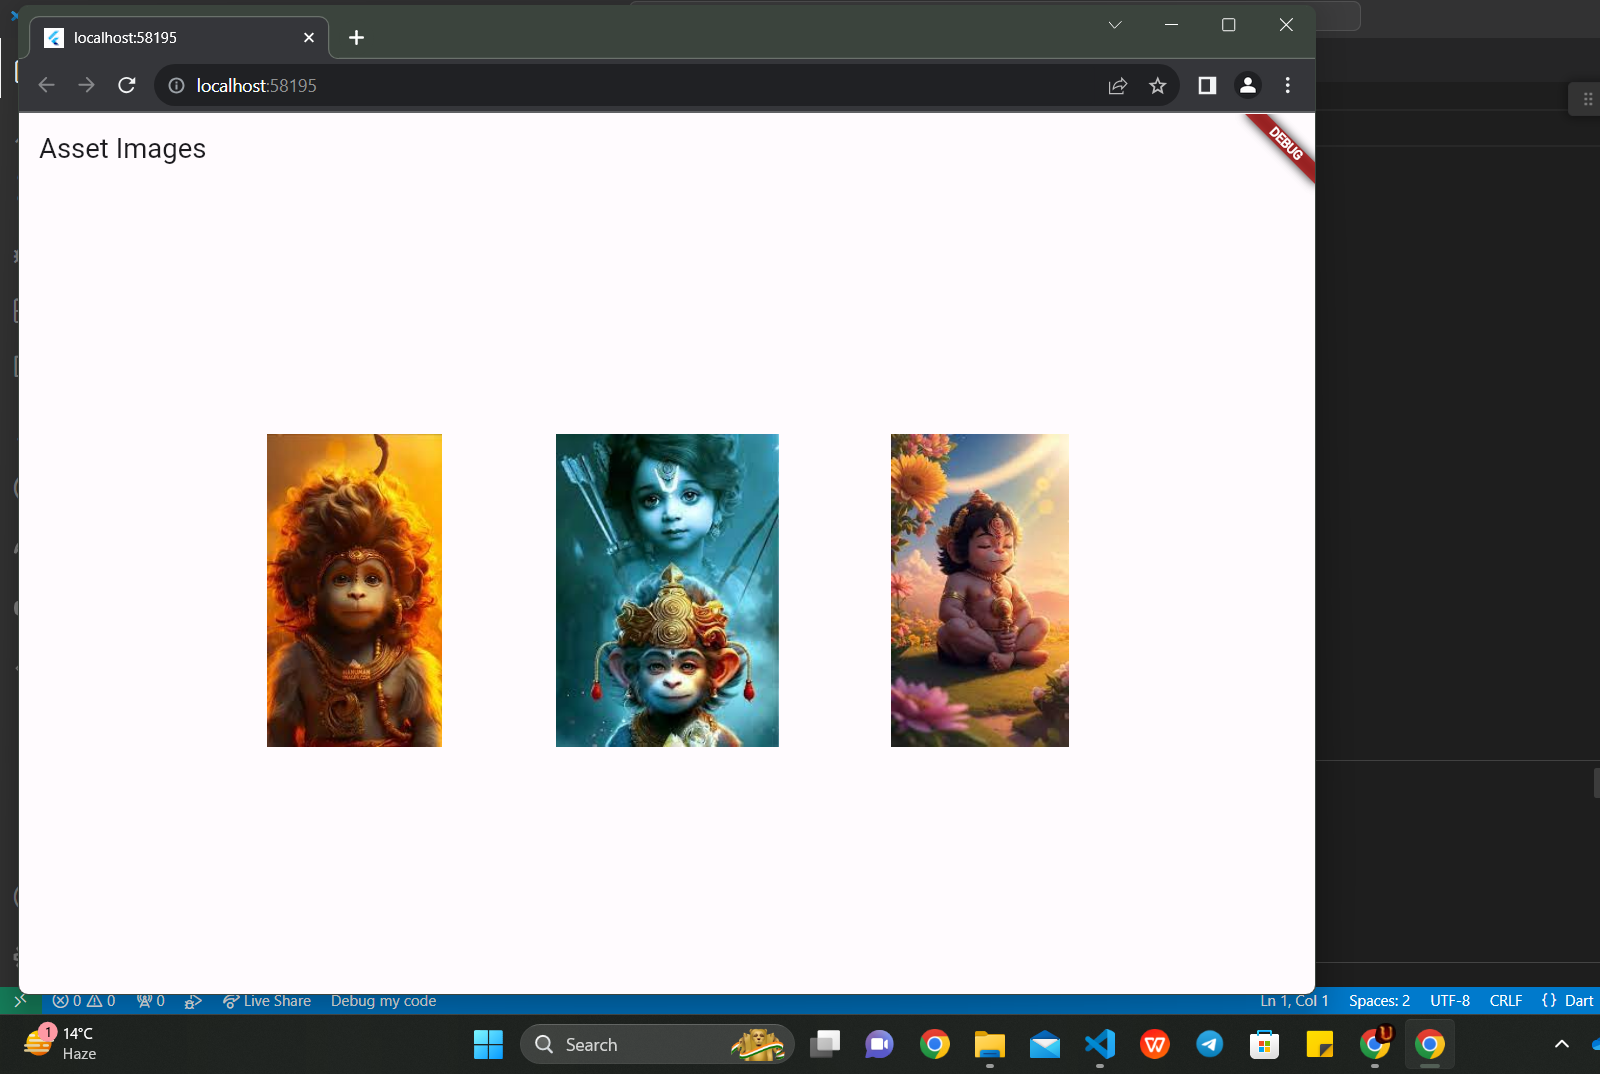 localhost:58195
localhost:58195
Asset Images
DEBUG
HANUMAN
0 0 0 Live Share Debug my code
Ln 1, Col 1 Spaces: 2 UTF-8 CRLF {} Dart
1
14°C
Haze
Search